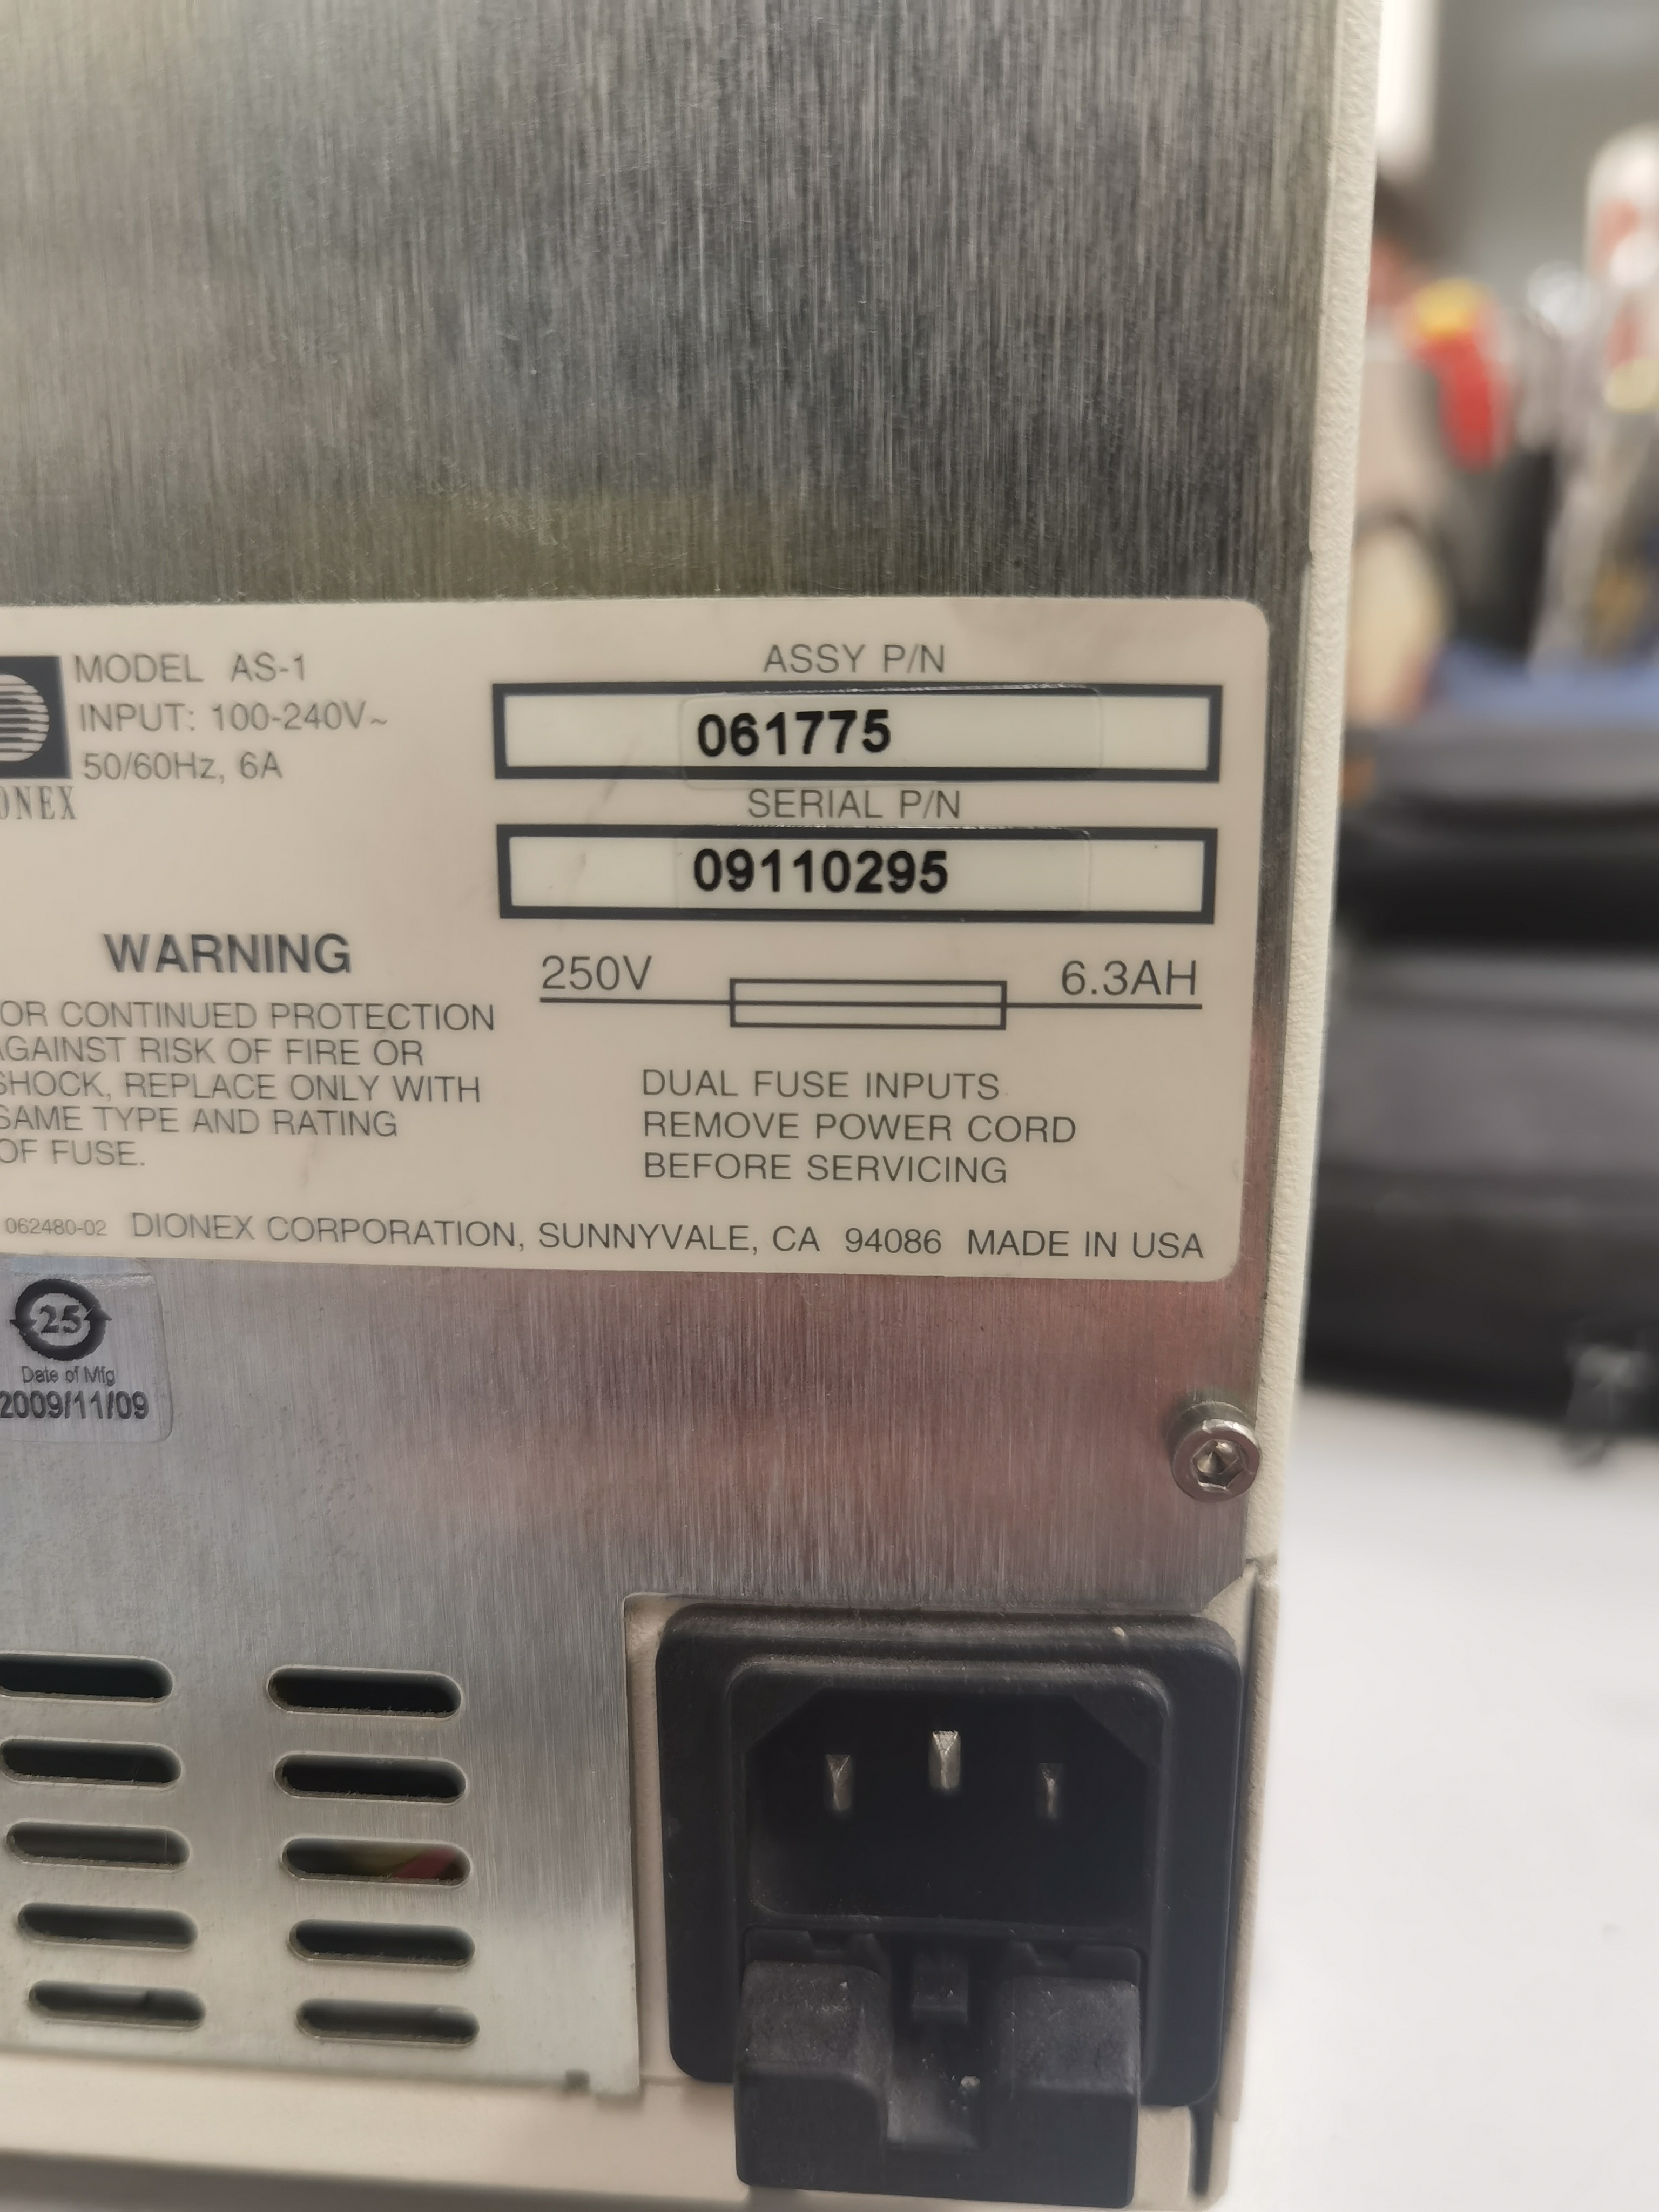 MODEL AS-1
INPUT: 100-240V~
50/60Hz, 6A
ONEX
ASSY P/N
061775
SERIAL P/N
09110295
WARNING
OR CONTINUED PROTECTION
AGAINST RISK OF FIRE OR
SHOCK, REPLACE ONLY WITH
SAME TYPE AND RATING
OF FUSE.
250V 6.3AH
DUAL FUSE INPUTS
REMOVE POWER CORD
BEFORE SERVICING
062480-02 DIONEX CORPORATION, SUNNYVALE, CA 94086 MADE IN USA
25
Date of Mfg
2009/11/09